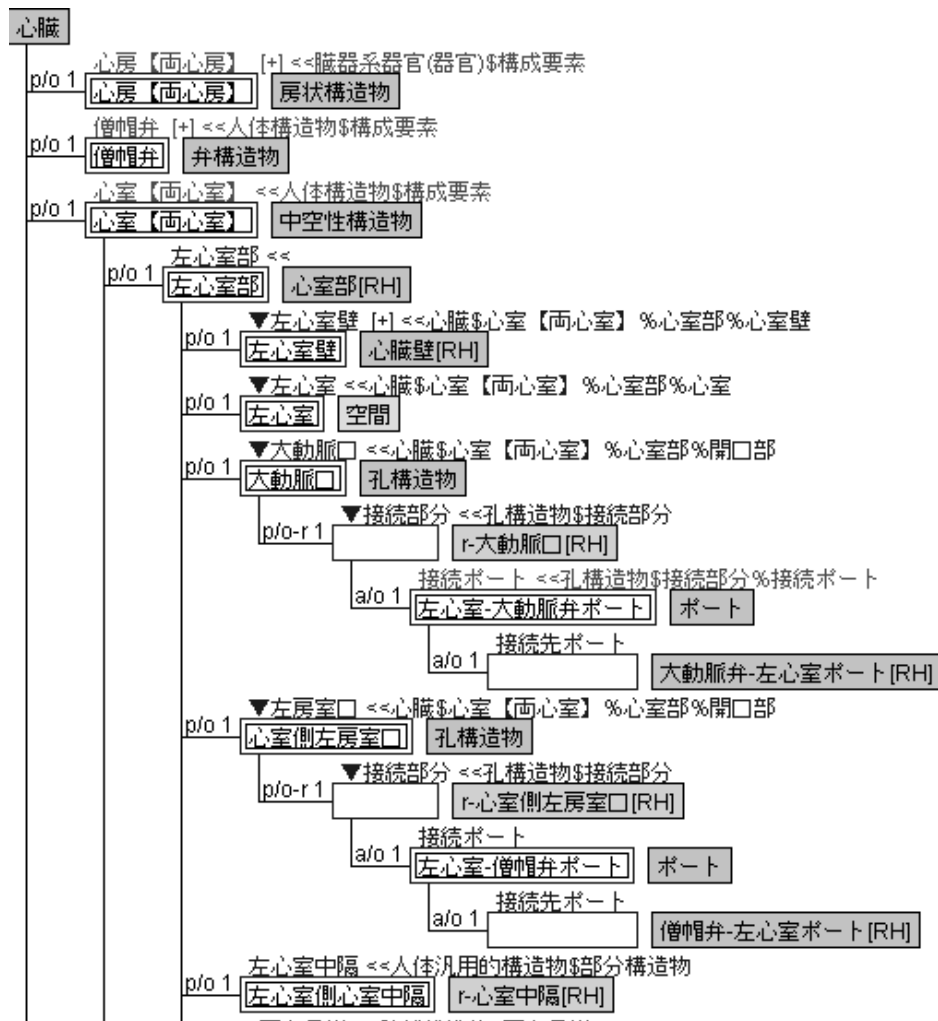 心臓
心房【両心房】 [+] <<臓器系器官(器官)$構成要素
p/o 1 心房【両心房】 房状構造物
僧帽弁 [+] <<人体構造物$構成要素
p/o 1 僧帽弁 弁構造物
心室【両心室】 <<人体構造物$構成要素
p/o 1 心室【両心室】 中空性構造物
左心室部 <<
p/o 1 左心室部 心室部[RH]
▼左心室壁 [+] <<心臓$心室【両心室】%心室部%心室壁
p/o 1 左心室壁 心臓壁[RH]
▼左心室 <<心臓$心室【両心室】%心室部%心室
p/o 1 左心室 空間
▼大動脈口 <<心臓$心室【両心室】%心室部%開口部
p/o 1 大動脈口 孔構造物
▼接続部分 <<孔構造物$接続部分
p/o-r 1 r-大動脈口[RH]
接続ポート <<孔構造物$接続部分%接続ポート
a/o 1 左心室-大動脈弁ポート ポート
接続先ポート
a/o 1 大動脈弁-左心室ポート[RH]
▼左房室口 <<心臓$心室【両心室】%心室部%開口部
p/o 1 心室側左房室口 孔構造物
▼接続部分 <<孔構造物$接続部分
p/o-r 1 r-心室側左房室口[RH]
接続ポート
a/o 1 左心室-僧帽弁ポート ポート
接続先ポート
a/o 1 僧帽弁-左心室ポート[RH]
左心室中隔 <<人体汎用的構造物$部分構造物
p/o 1 左心室側心室中隔 r-心室中隔[RH]